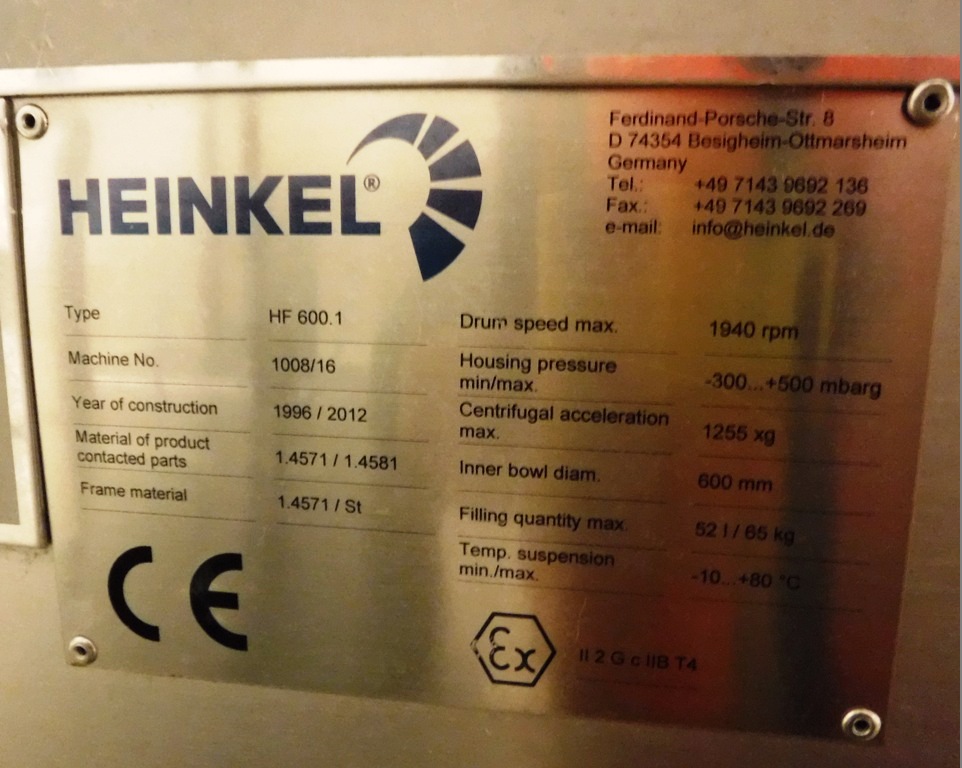 HEINKEL®
Ferdinand-Porsche-Str. 8
D 74354 Besigheim-Ottmarsheim
Germany
Tel.: +49 7143 9692 136
Fax.: +49 7143 9692 269
e-mail: info@heinkel.de
Type HF 600.1
Machine No. 1008/16
Year of construction 1996 / 2012
Material of product
contacted parts 1.4571 / 1.4581
Frame material 1.4571 / St
Drum speed max. 1940 rpm
Housing pressure
min/max. -300...+500 mbarg
Centrifugal acceleration
max. 1255 xg
Inner bowl diam. 600 mm
Filling quantity max. 52 l / 65 kg
Temp. suspension
min./max. -10...+80 °C
CE
Ex II 2 G c IIB T4